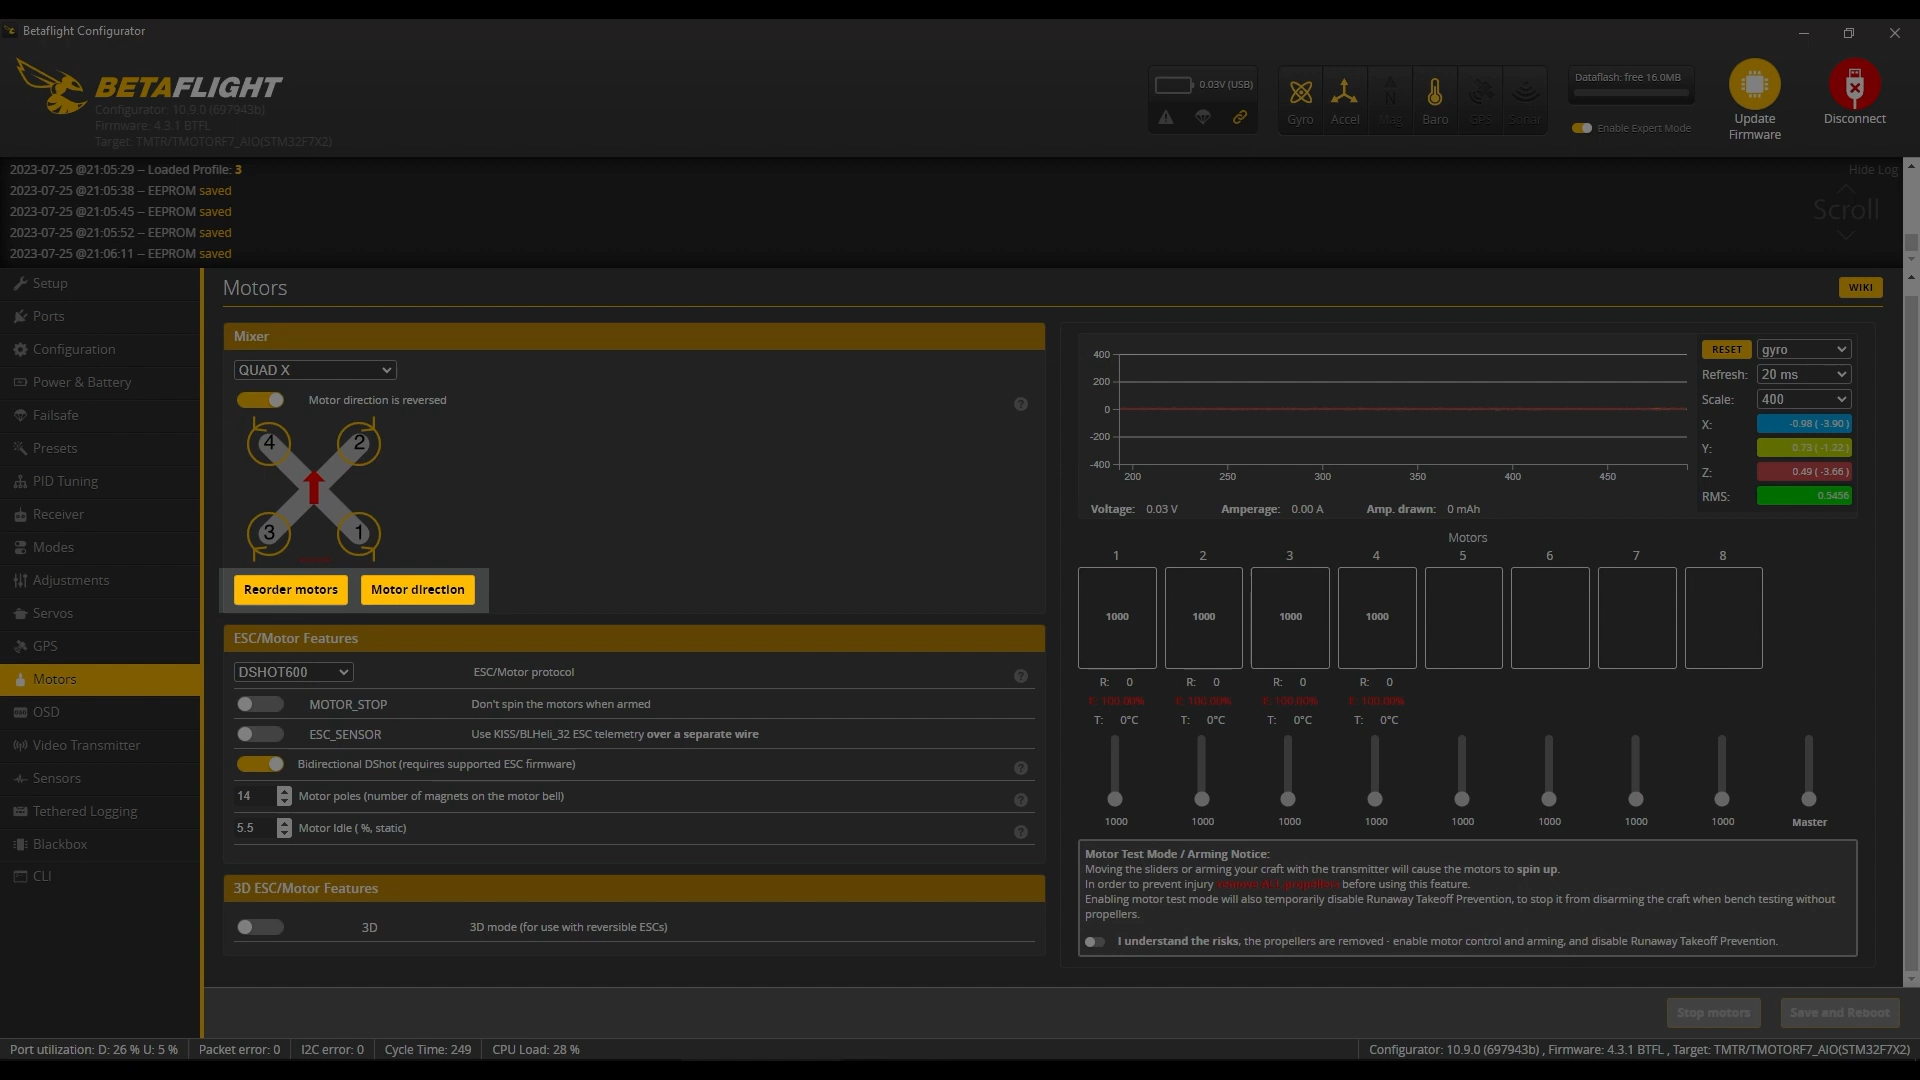 Betaflight Configurator
BETAFLIGHT
Configurator: 10.9.0 (697943b)
Firmware: 4.3.1 BTFL
Target: TMTR/TMOTORF7_AIO(STM32F7X2)
0.03V (USB)
Gyro
Accel
Mag
Baro
GPS
Sonar
Dataflash: free 16.0MB
Enable Expert Mode
Update Firmware
Disconnect
2023-07-25 @21:05:29 -- Loaded Profile: 3
2023-07-25 @21:05:38 -- EEPROM saved
2023-07-25 @21:05:45 -- EEPROM saved
2023-07-25 @21:05:52 -- EEPROM saved
2023-07-25 @21:06:11 -- EEPROM saved
Hide Log
Scroll
Setup
Ports
Configuration
Power & Battery
Failsafe
Presets
PID Tuning
Receiver
Modes
Adjustments
Servos
GPS
Motors
OSD
Video Transmitter
Sensors
Tethered Logging
Blackbox
CLI
Motors
WIKI
Mixer
QUAD X
Motor direction is reversed
4 2
3 1
Reorder motors Motor direction
ESC/Motor Features
DSHOT600 ESC/Motor protocol
MOTOR_STOP Don't spin the motors when armed
ESC_SENSOR Use KISS/BLHeli_32 ESC telemetry over a separate wire
Bidirectional DShot (requires supported ESC firmware)
14 Motor poles (number of magnets on the motor bell)
5.5 Motor Idle ( %, static)
3D ESC/Motor Features
3D 3D mode (for use with reversible ESCs)
400
200
0
-200
-400
200 250 300 350 400 450
RESET gyro
Refresh: 20 ms
Scale: 400
X: -0.98 ( -3.90 )
Y: 0.73 ( -1.22 )
Z: 0.49 ( -3.66 )
RMS: 0.5456
Voltage: 0.03 V Amperage: 0.00 A Amp. drawn: 0 mAh
Motors
1 2 3 4 5 6 7 8
1000 1000 1000 1000
R: 0 R: 0 R: 0 R: 0
E: 100.00% E: 100.00% E: 100.00% E: 100.00%
T: 0°C T: 0°C T: 0°C T: 0°C
1000 1000 1000 1000 1000 1000 1000 1000 Master
Motor Test Mode / Arming Notice:
Moving the sliders or arming your craft with the transmitter will cause the motors to spin up.
In order to prevent injury remove ALL propellers before using this feature.
Enabling motor test mode will also temporarily disable Runaway Takeoff Prevention, to stop it from disarming the craft when bench testing without
propellers.
I understand the risks, the propellers are removed - enable motor control and arming, and disable Runaway Takeoff Prevention.
Stop motors Save and Reboot
Port utilization: D: 26 % U: 5 % Packet error: 0 I2C error: 0 Cycle Time: 249 CPU Load: 28 %
Configurator: 10.9.0 (697943b) , Firmware: 4.3.1 BTFL , Target: TMTR/TMOTORF7_AIO(STM32F7X2)